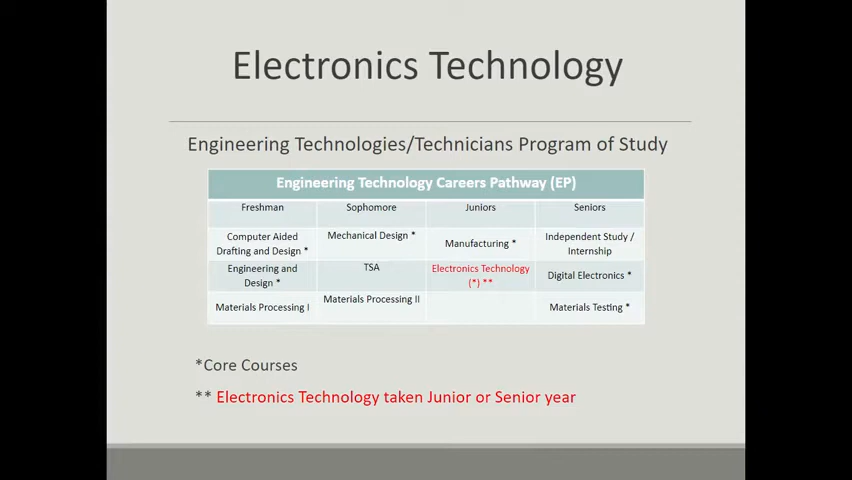 Electronics Technology
Engineering Technologies/Technicians Program of Study
Engineering Technology Careers Pathway (EP)
Freshman Sophomore Juniors Seniors
Computer Aided
Drafting and Design * Mechanical Design * Manufacturing * Independent Study /
Internship
Engineering and
Design * TSA Electronics Technology
(*) ** Digital Electronics *
Materials Processing I Materials Processing II Materials Testing *
*Core Courses
** Electronics Technology taken Junior or Senior year